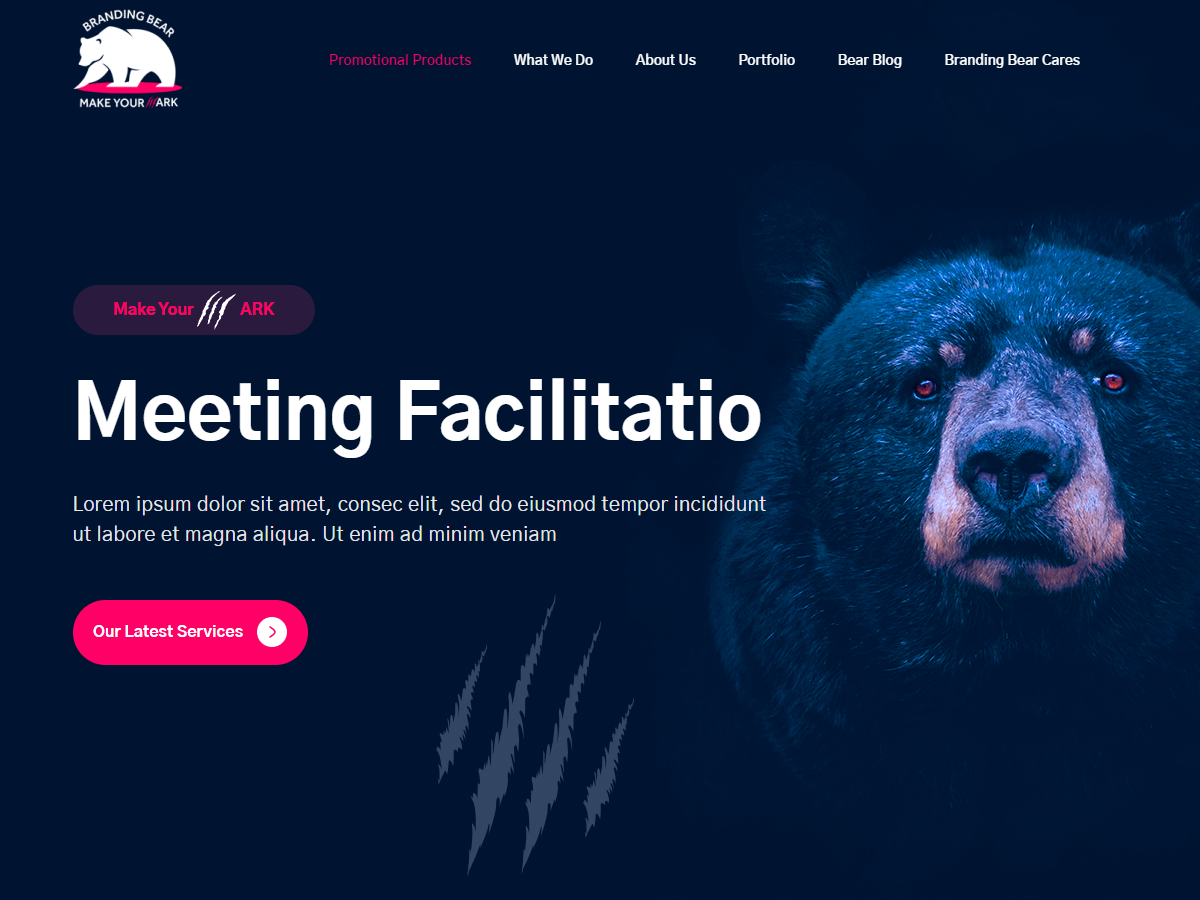 BRANDING BEAR
MAKE YOUR ARK
Promotional Products What We Do About Us Portfolio Bear Blog Branding Bear Cares
Make Your ARK
Meeting Facilitatio
Lorem ipsum dolor sit amet, consec elit, sed do eiusmod tempor incididunt
ut labore et magna aliqua. Ut enim ad minim veniam
Our Latest Services